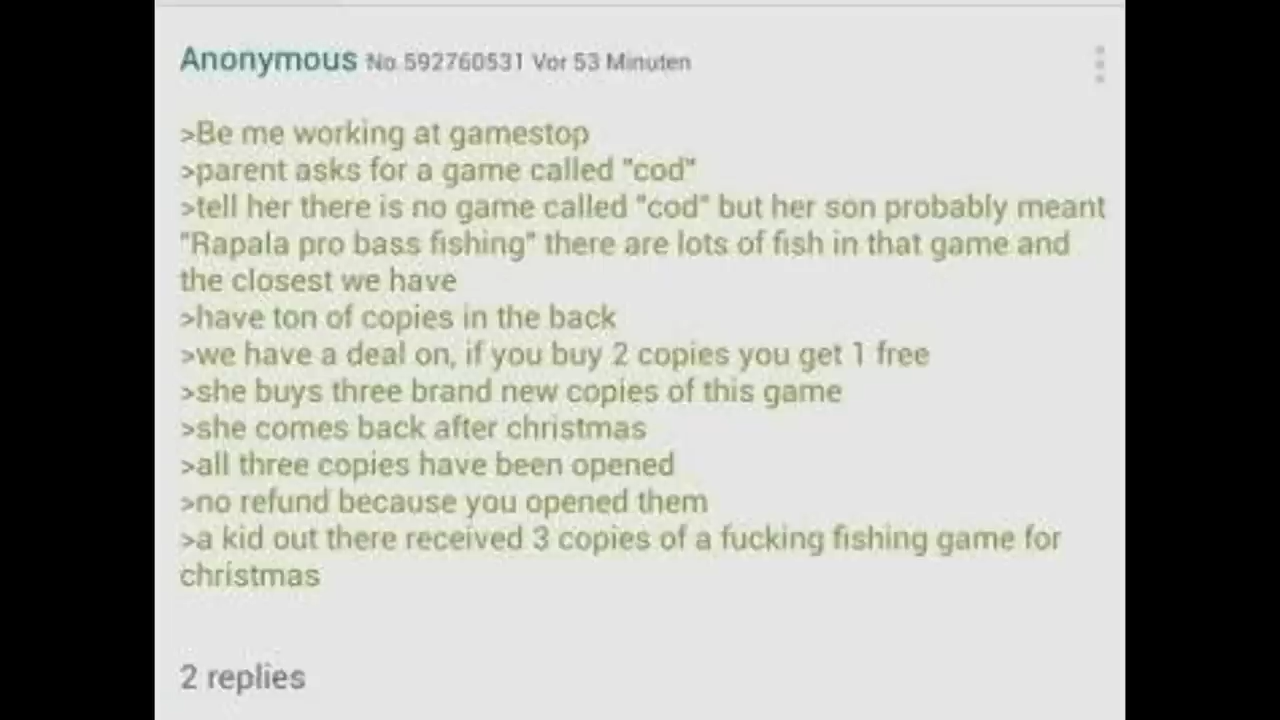 Anonymous No.592760531 Vor 53 Minuten
>Be me working at gamestop
>parent asks for a game called "cod"
>tell her there is no game called "cod" but her son probably meant
"Rapala pro bass fishing" there are lots of fish in that game and
the closest we have
>have ton of copies in the back
>we have a deal on, if you buy 2 copies you get 1 free
>she buys three brand new copies of this game
>she comes back after christmas
>all three copies have been opened
>no refund because you opened them
>a kid out there received 3 copies of a fucking fishing game for
christmas
2 replies